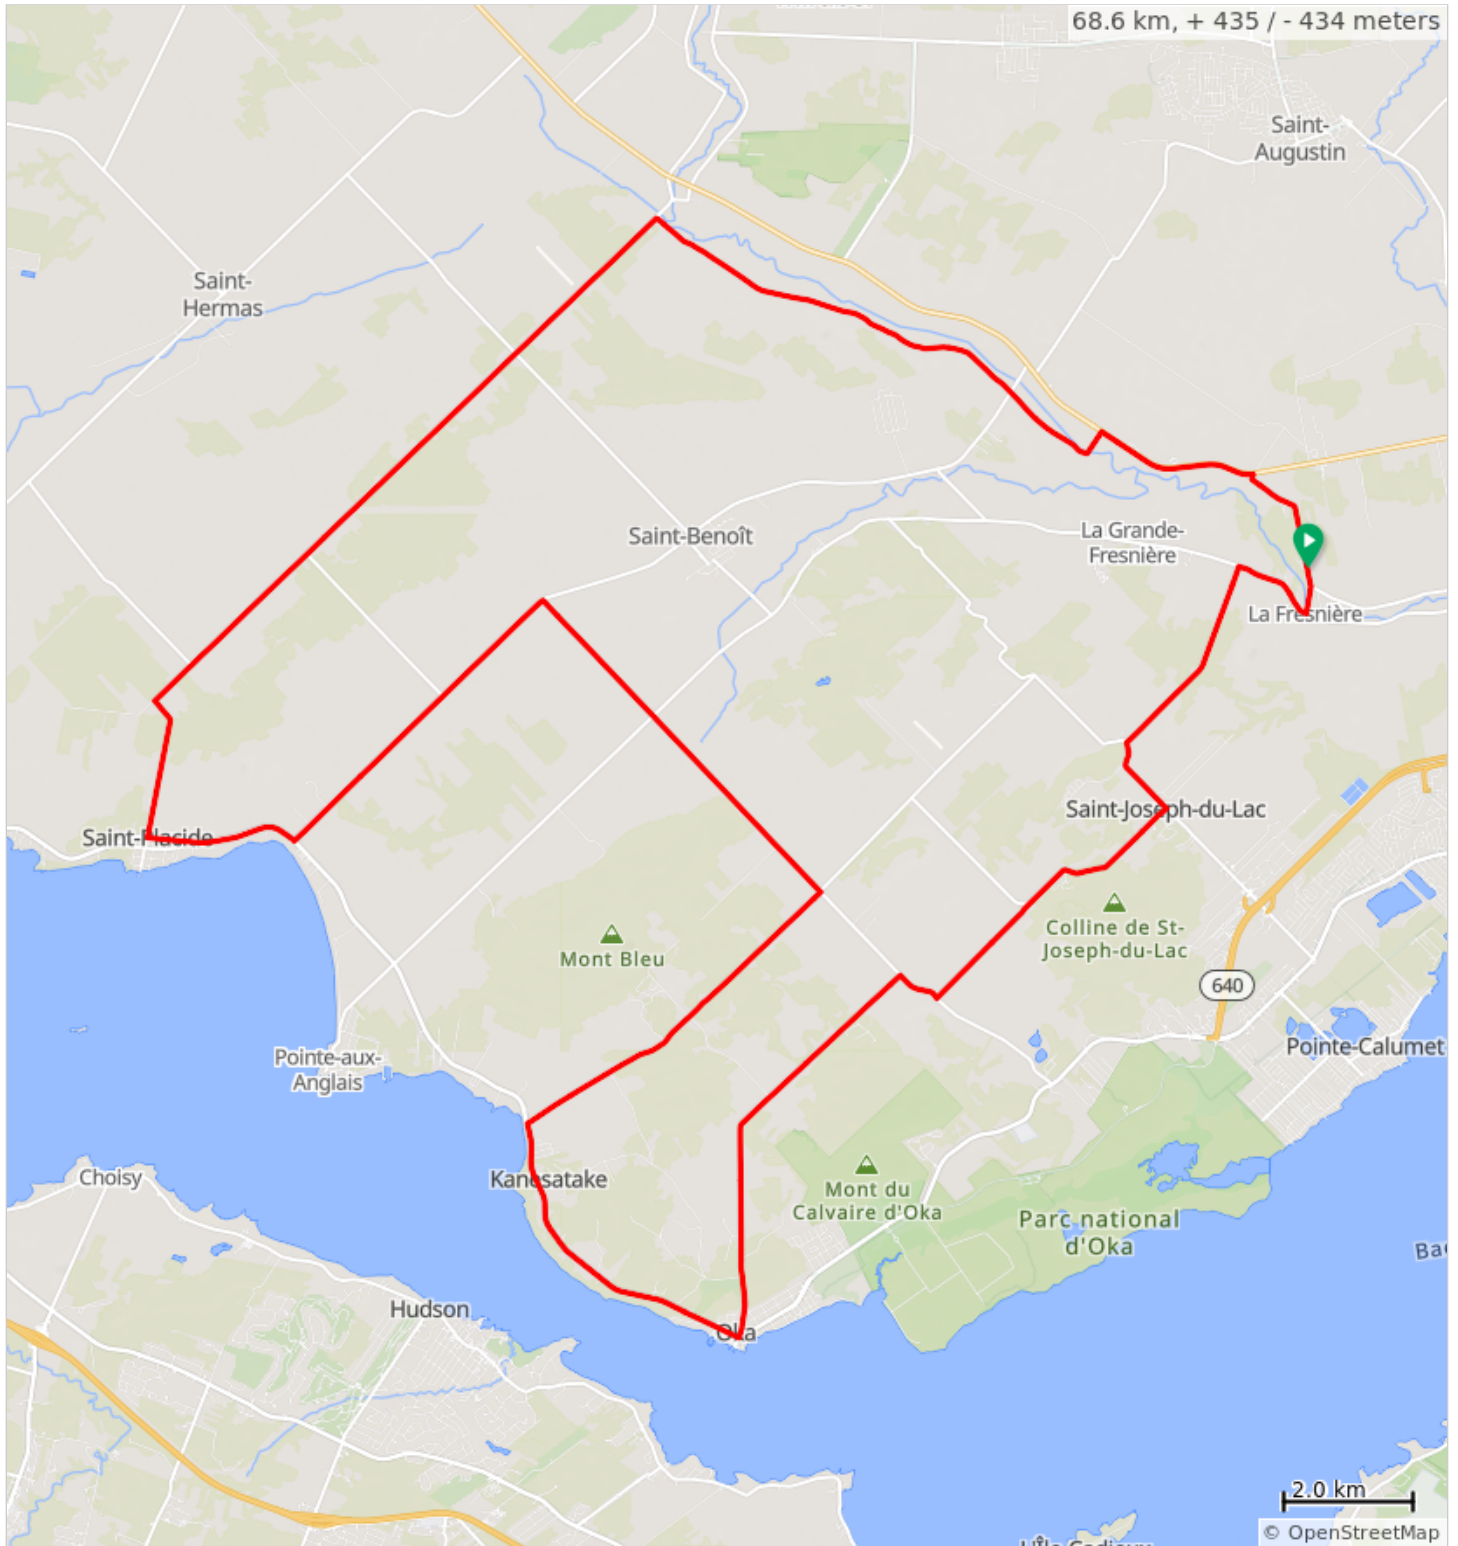 68.6 km, + 435 / - 434 meters
Saint-
Augustin
Saint-
Hermas
Saint-Benoît
La Grande-
Fresnière
La Fresnière
Saint-Joseph-du-Lac
Saint-Placide
Colline de St-
Joseph-du-Lac
Mont Bleu
640
Pointe-aux-
Anglais
Pointe-Calumet
Choisy
Kanesatake
Mont du
Calvaire d'Oka
Parc national
d'Oka
Hudson
Oka
2.0 km
© OpenStreetMap